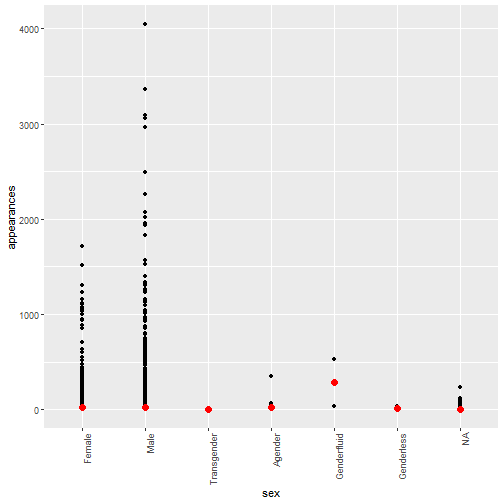 4000
3000
2000
1000
0
appearances
Female
Male
Transgender
Agender
Genderfluid
Genderless
NA
sex